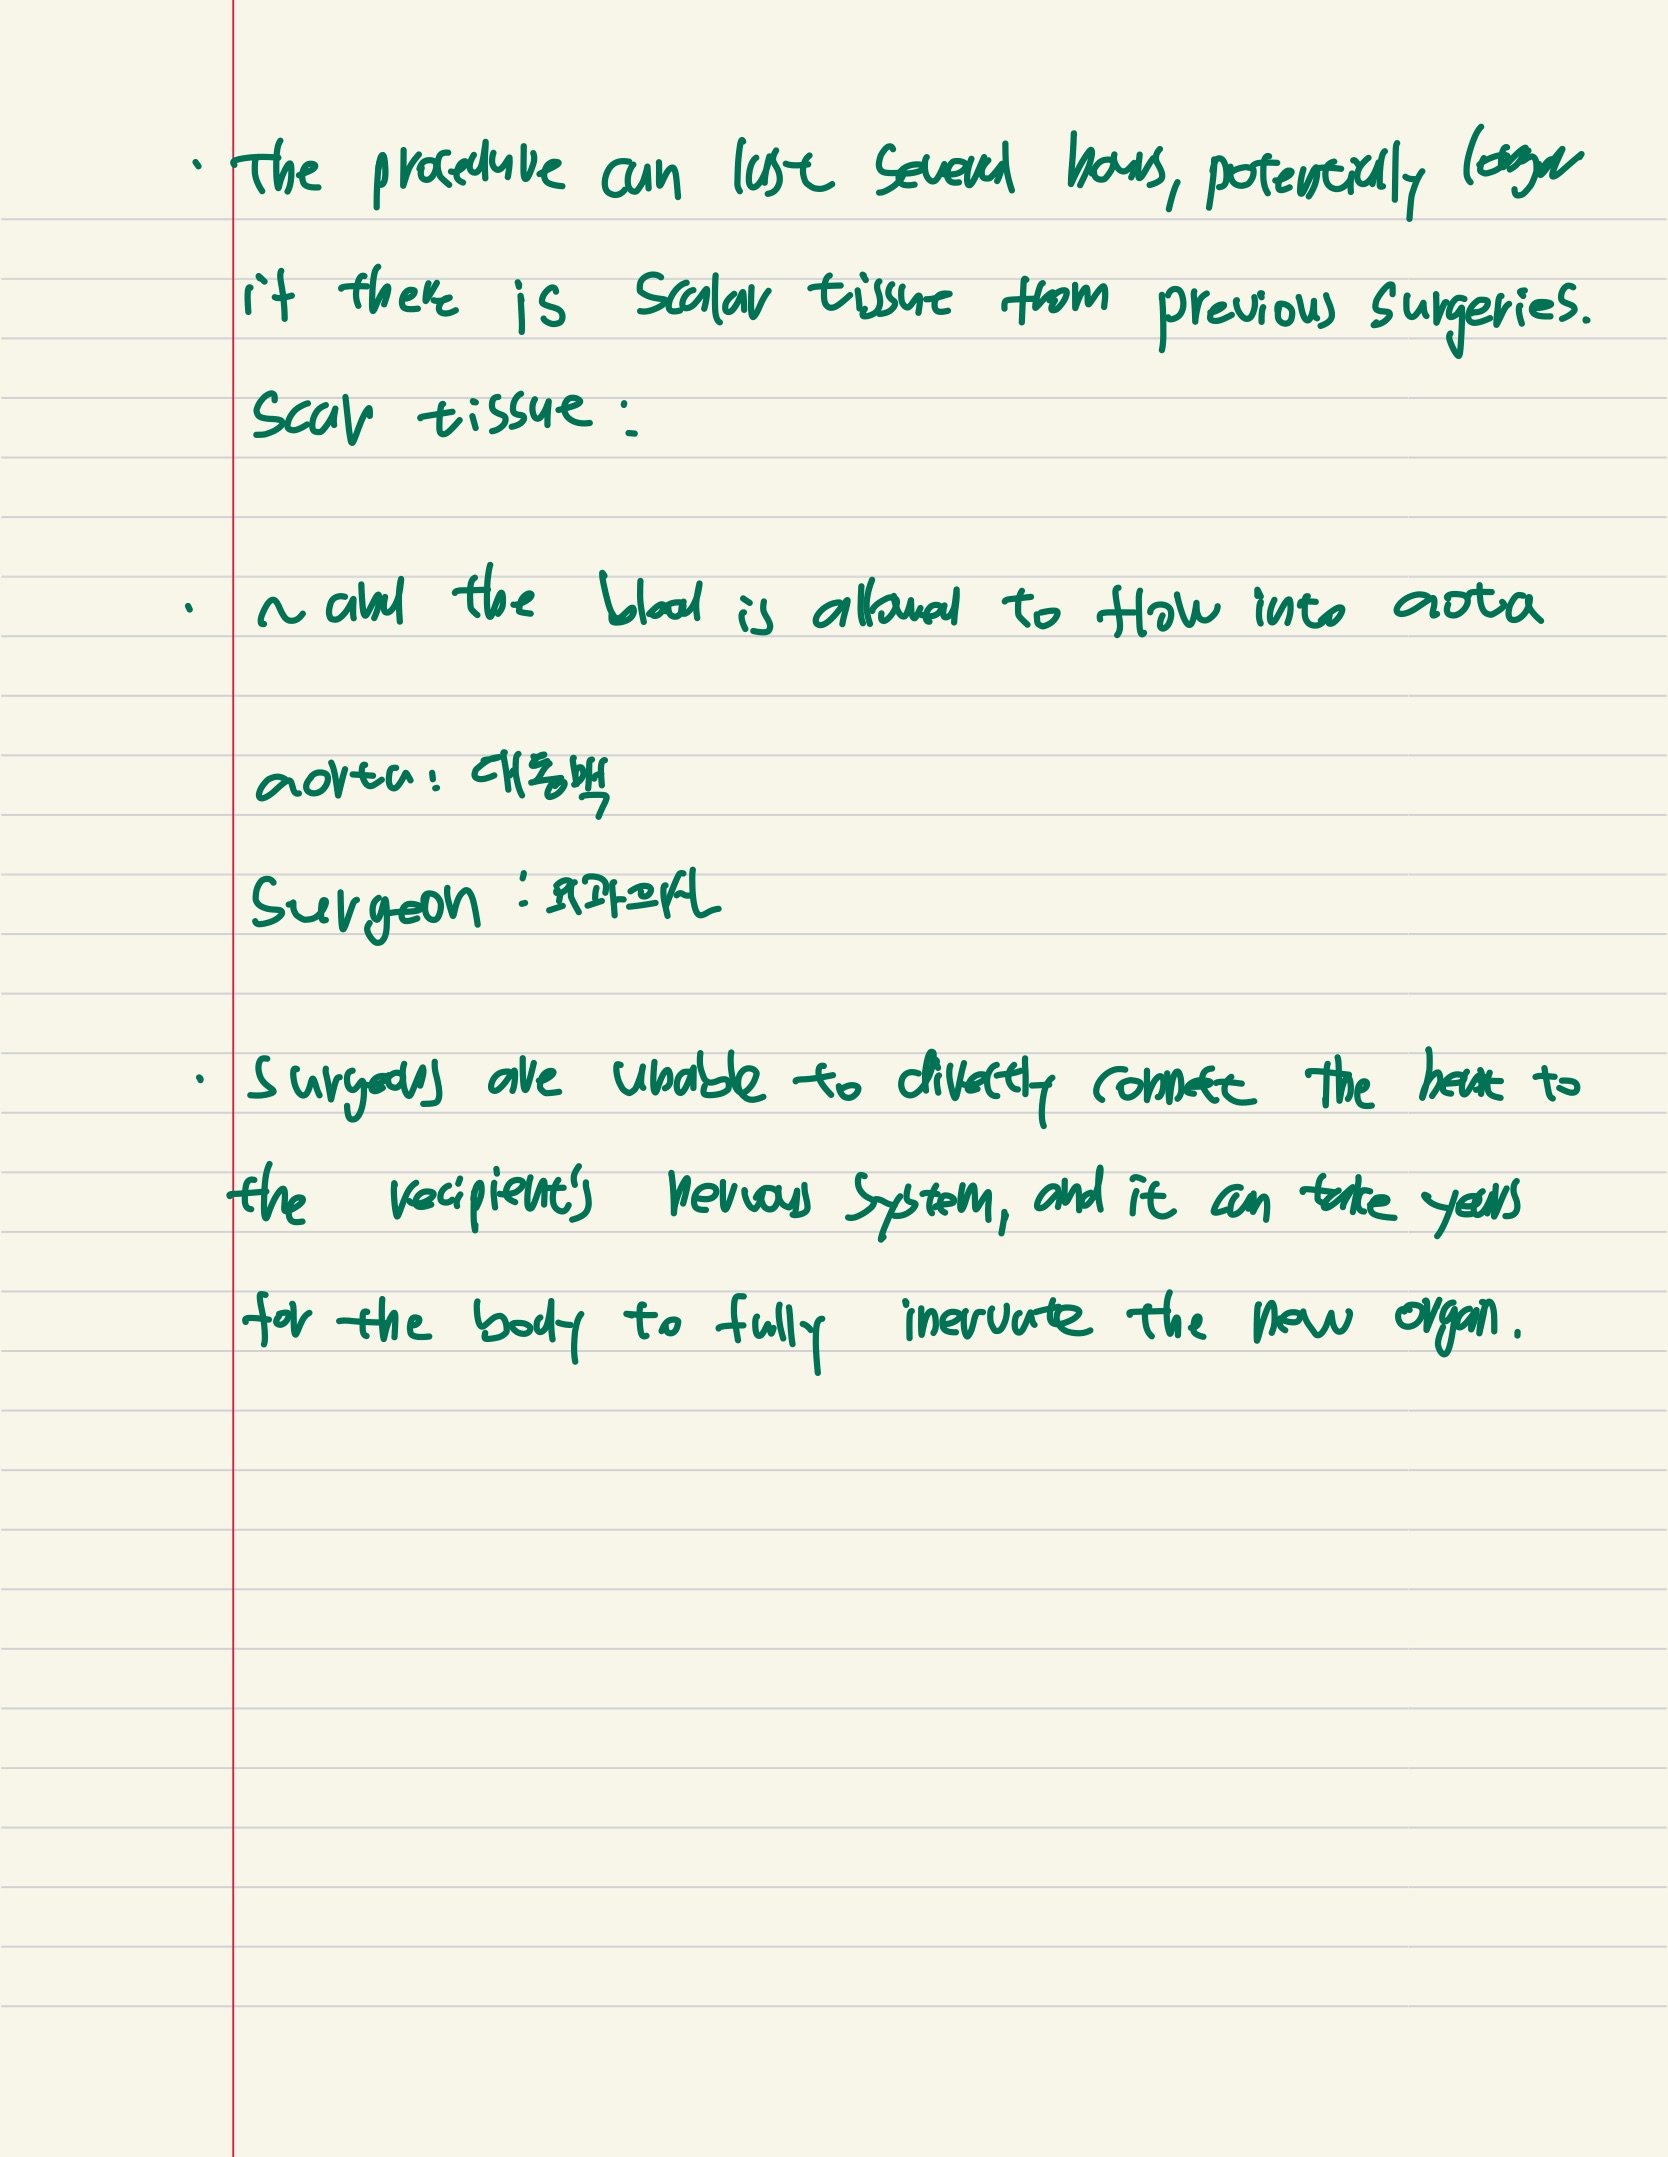 · The procedure can last several hours, potentially longer
if there is Scalar tissue from previous surgeries.
Scar tissue :
· ~ and the blood is allowed to flow into aota
aorta : 대동맥
Surgeon : 외과의사
· Surgeons are unable to directly connect the heart to
the recipient's nervous system, and it can take years
for the body to fully inervate the new organ.